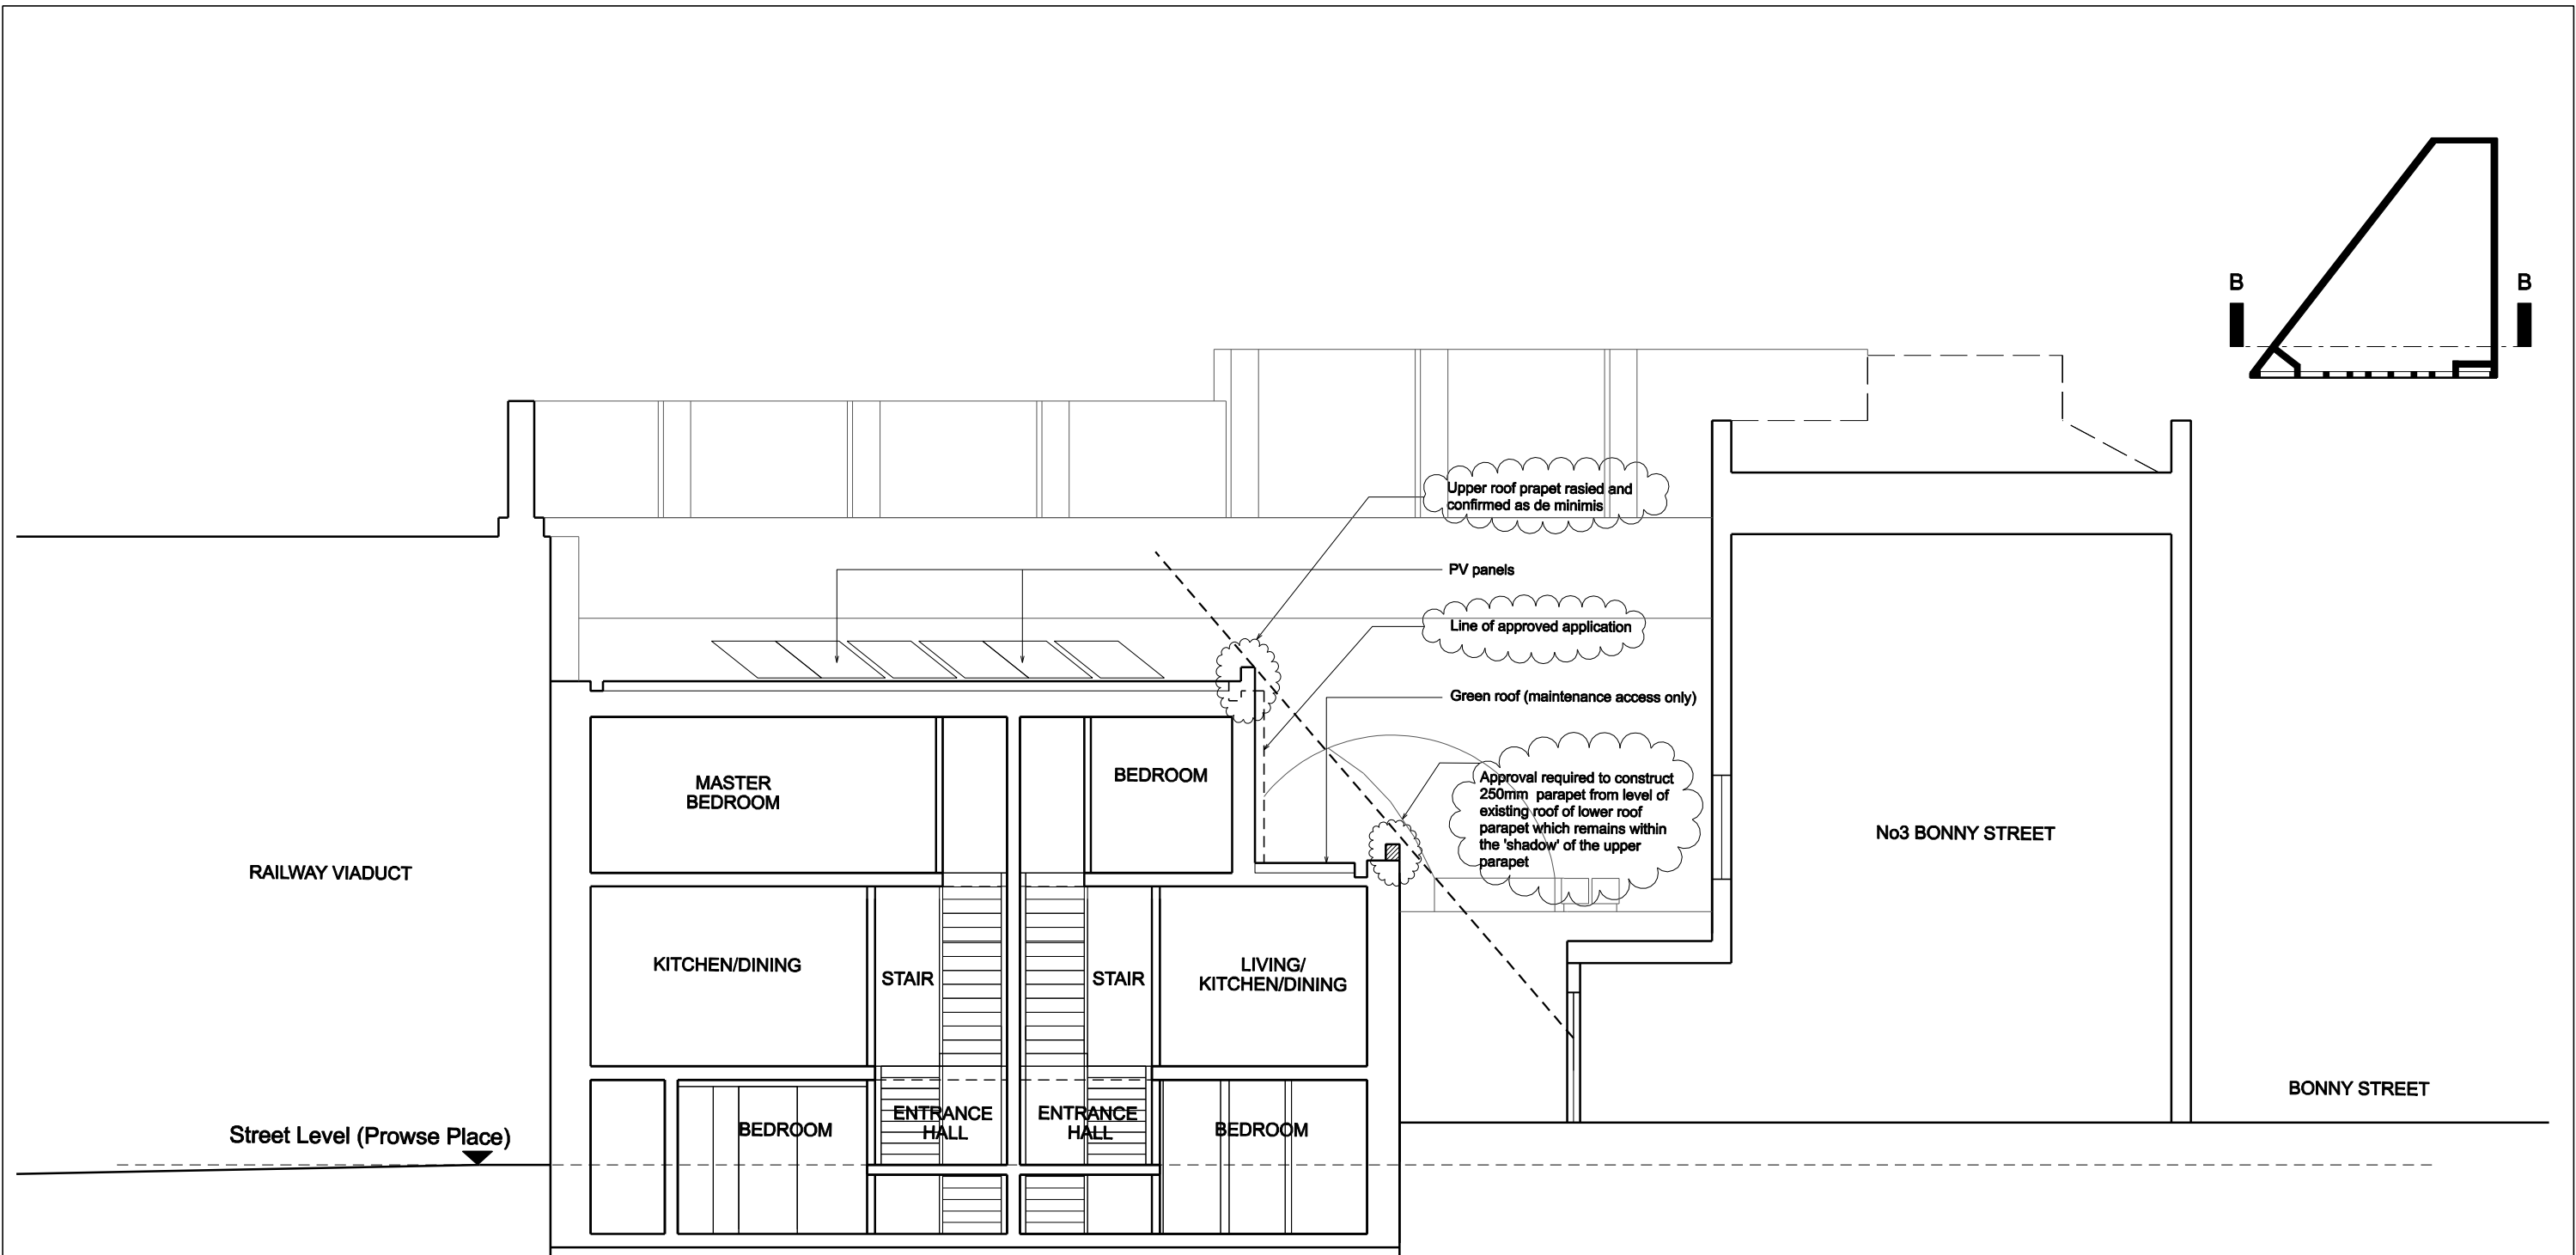 B
B
Upper roof prapet rasied and
confirmed as de minimis
PV panels
Line of approved application
Green roof (maintenance access only)
Approval required to construct
250mm parapet from level of
existing roof of lower roof
parapet which remains within
the 'shadow' of the upper
parapet
MASTER
BEDROOM
BEDROOM
No3 BONNY STREET
RAILWAY VIADUCT
KITCHEN/DINING
STAIR
STAIR
LIVING/
KITCHEN/DINING
BONNY STREET
Street Level (Prowse Place)
BEDROOM
ENTRANCE
HALL
ENTRANCE
HALL
BEDROOM